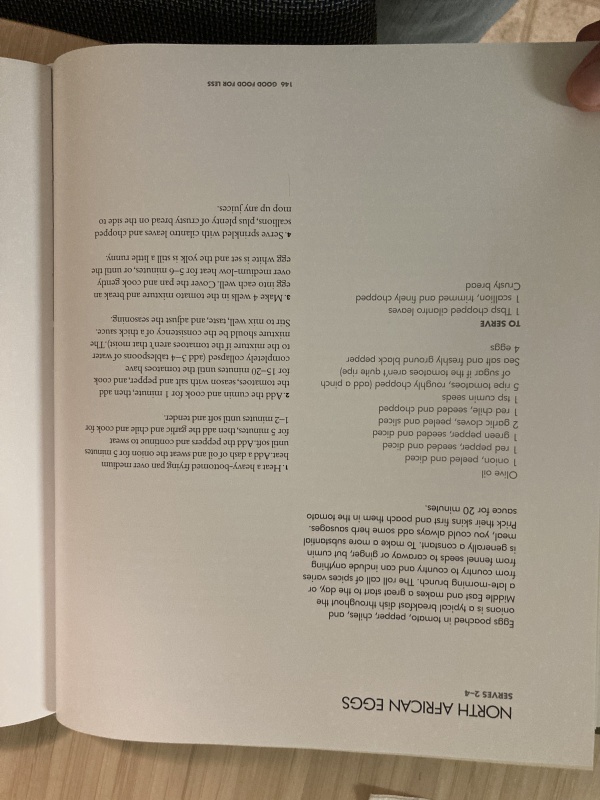 NORTH AFRICAN EGGS
SERVES 2–4
Eggs pooched in tomato, pepper, chiles, and
onions is a typical breakfast dish throughout the
Middle East and makes a great start to the day, or
a late-morning brunch. The roll call of spices varies
from country to country and can include anything
from fennel seeds to caraway or ginger, but cumin
is generally a constant. To make a more substantial
meal, you could always add some herb sausages.
Prick their skins first and pooch them in the tomato
sauce for 20 minutes.
Olive oil
1 onion, peeled and diced
1 red pepper, seeded and diced
1 green pepper, seeded and diced
2 garlic cloves, peeled and sliced
1 red chile, seeded and chopped
1 tsp cumin seeds
5 ripe tomatoes, roughly chopped (add a pinch
of sugar if the tomatoes aren't quite ripe)
Sea salt and freshly ground black pepper
4 eggs
TO SERVE
1 Tbsp chopped cilantro leaves
1 scallion, trimmed and finely chopped
Crusty bread
1. Heat a heavy-bottomed frying pan over medium
heat. Add a dash of oil and sweat the onion for 5 minutes
until soft. Add the peppers and continue to sweat
for 5 minutes, then add the garlic and chile and cook for
1–2 minutes until soft and tender.
2. Add the cumin and cook for 1 minute, then add
the tomatoes, season with salt and pepper, and cook
for 15–20 minutes until the tomatoes have
completely collapsed (add 3–4 tablespoons of water
to the mixture if the tomatoes aren't that moist). The
mixture should be the consistency of a thick sauce.
Stir to mix well, taste, and adjust the seasoning.
3. Make 4 wells in the tomato mixture and break an
egg into each well. Cover the pan and cook gently
over medium-low heat for 5–6 minutes, or until the
egg white is set and the yolk is still a little runny.
4. Serve sprinkled with cilantro leaves and chopped
scallions, plus plenty of crusty bread on the side to
mop up any juices.
146 GOOD FOOD FOR LESS